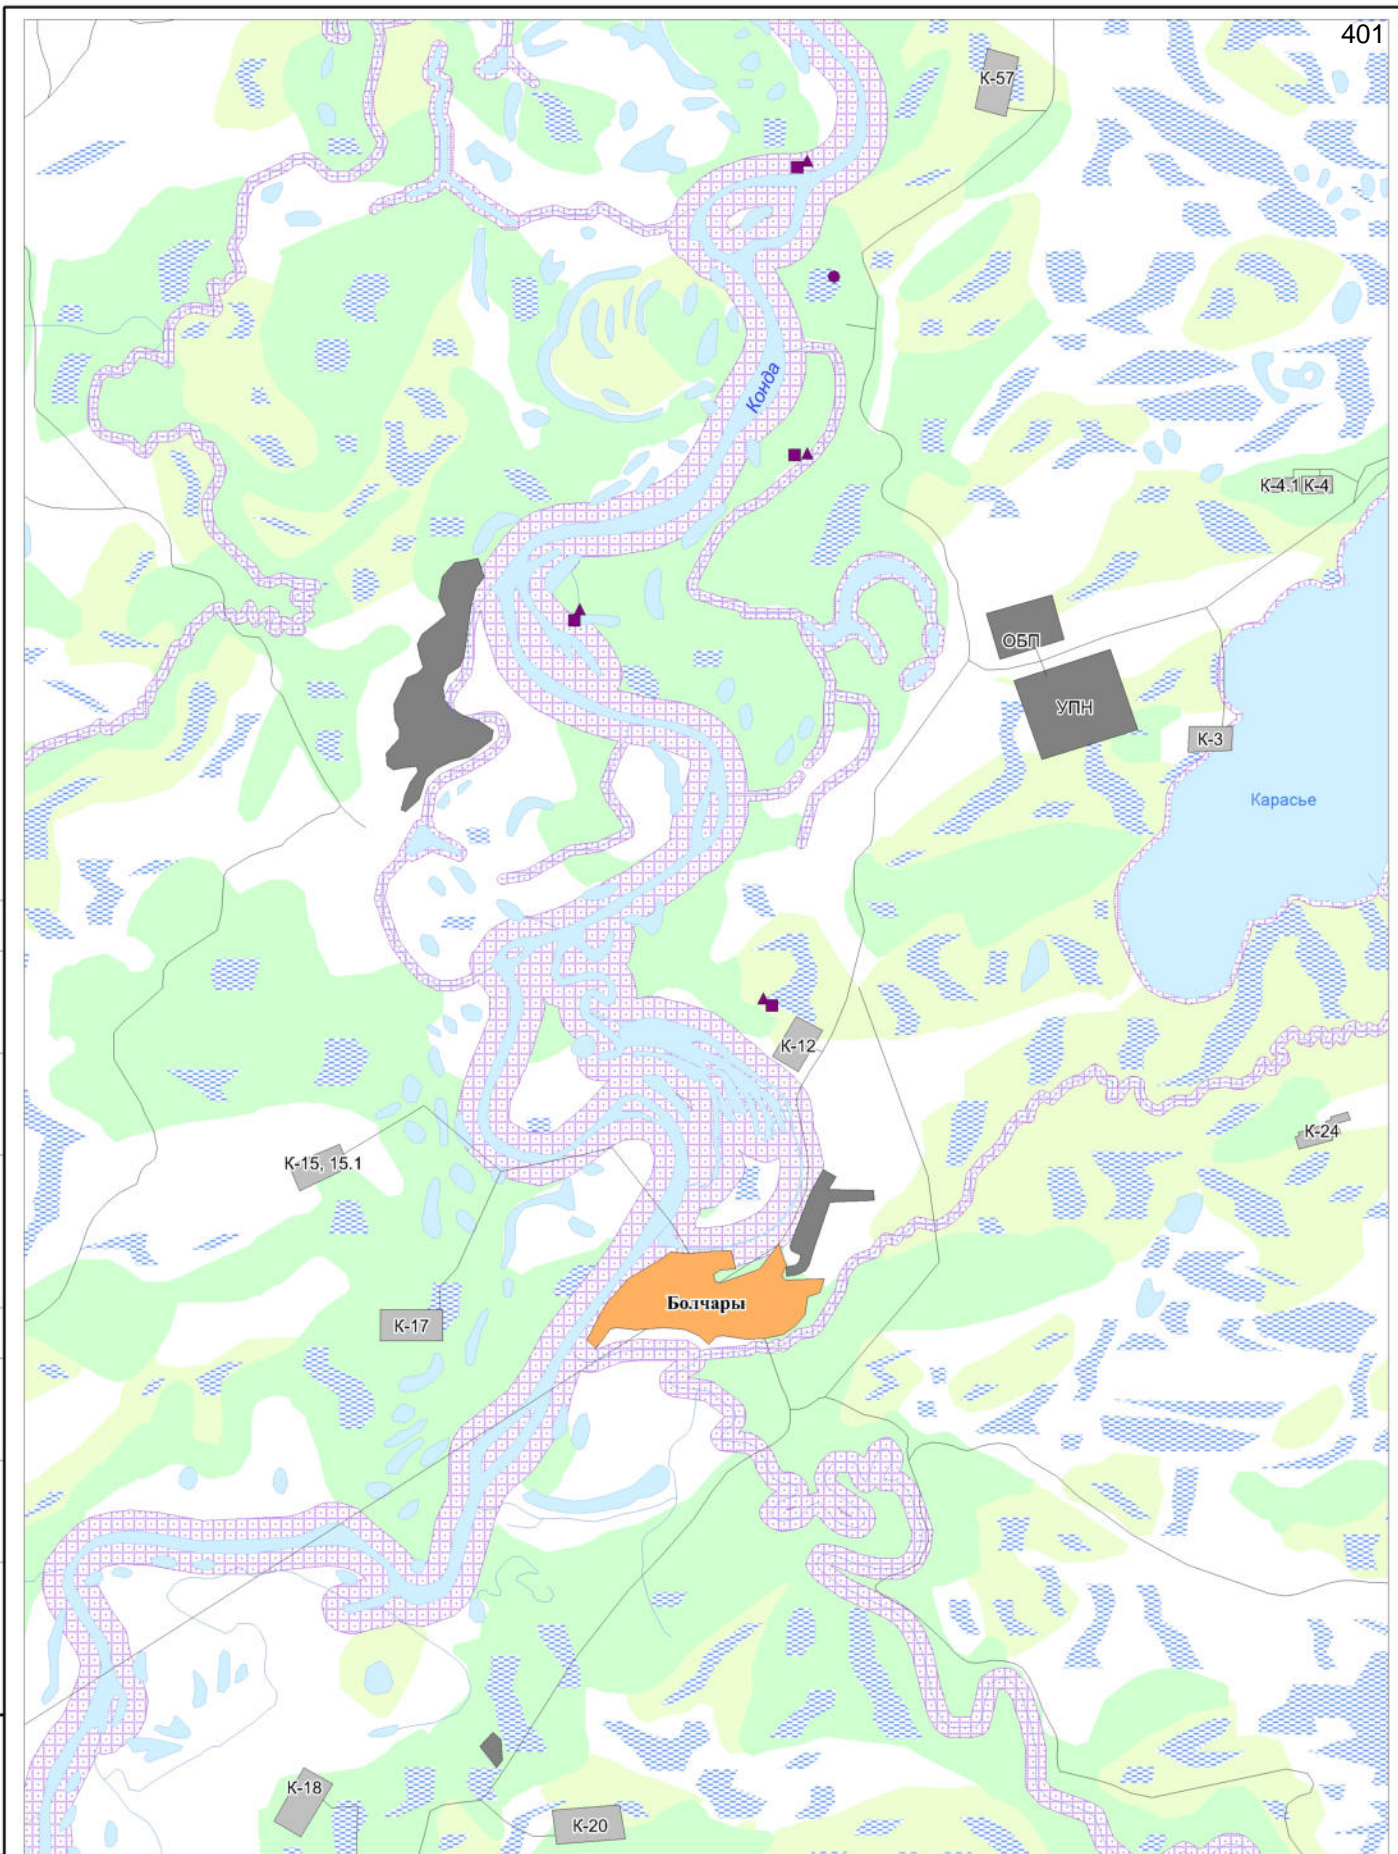 401
К-57
Конда
К-4.1 К-4
ОБП
УПН
К-3
Карасье
К-12
К-24
К-15, 15.1
Болчары
К-17
К-18
К-20